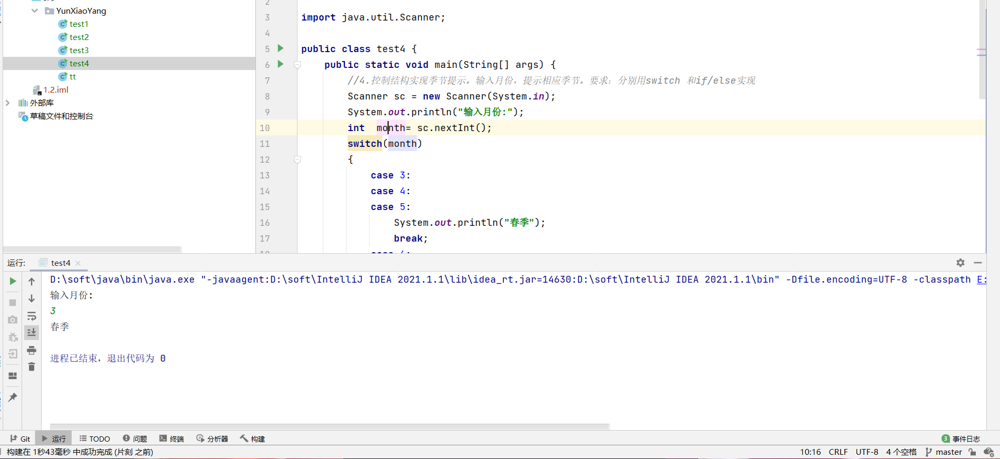 YunXiaoYang
test1
test2
test3
test4
tt
1.2.iml
外部库
草稿文件和控制台
2
3 import java.util.Scanner;
4
5 public class test4 {
6 public static void main(String[] args) {
7 //4.控制结构实现季节提示。输入月份，提示相应季节。要求：分别用switch 和if/else实现
8 Scanner sc = new Scanner(System.in);
9 System.out.println("输入月份:");
10 int  month= sc.nextInt();
11 switch(month)
12 {
13 case 3:
14 case 4:
15 case 5:
16 System.out.println("春季");
17 break;
运行: test4
D:\soft\java\bin\java.exe "-javaagent:D:\soft\IntelliJ IDEA 2021.1.1\lib\idea_rt.jar=14630:D:\soft\IntelliJ IDEA 2021.1.1\bin" -Dfile.encoding=UTF-8 -classpath E:
输入月份:
3
春季
进程已结束，退出代码为 0
Git 运行 TODO 问题 终端 分析器 构建 3 事件日志
构建在 1秒43毫秒 中成功完成 (片刻 之前) 10:16 CRLF UTF-8 4 个空格 master